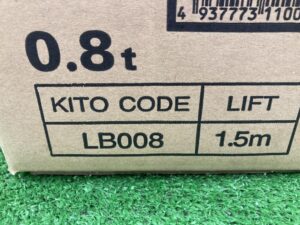 4 937773 1100
0.8t
KITO CODE LIFT
LB008 1.5m